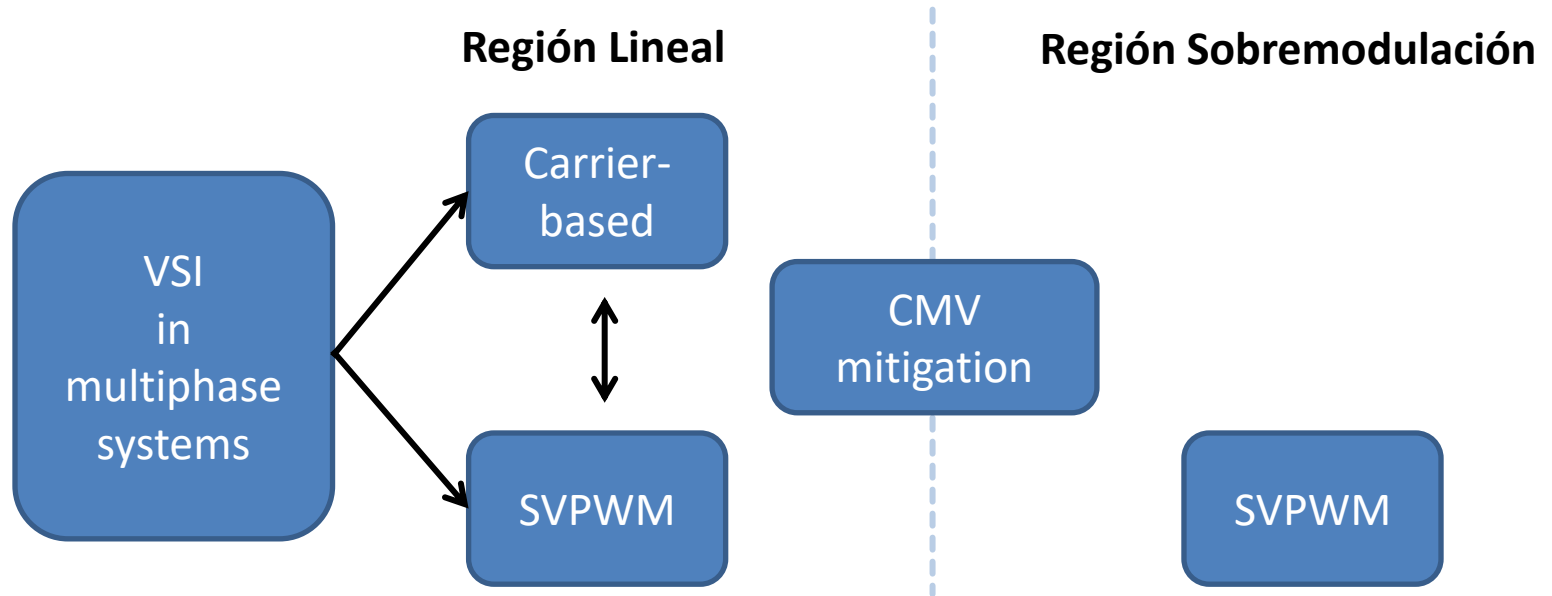 Región Lineal
Región Sobremodulación
VSI
in
multiphase
systems
Carrier-
based
SVPWM
CMV
mitigation
SVPWM